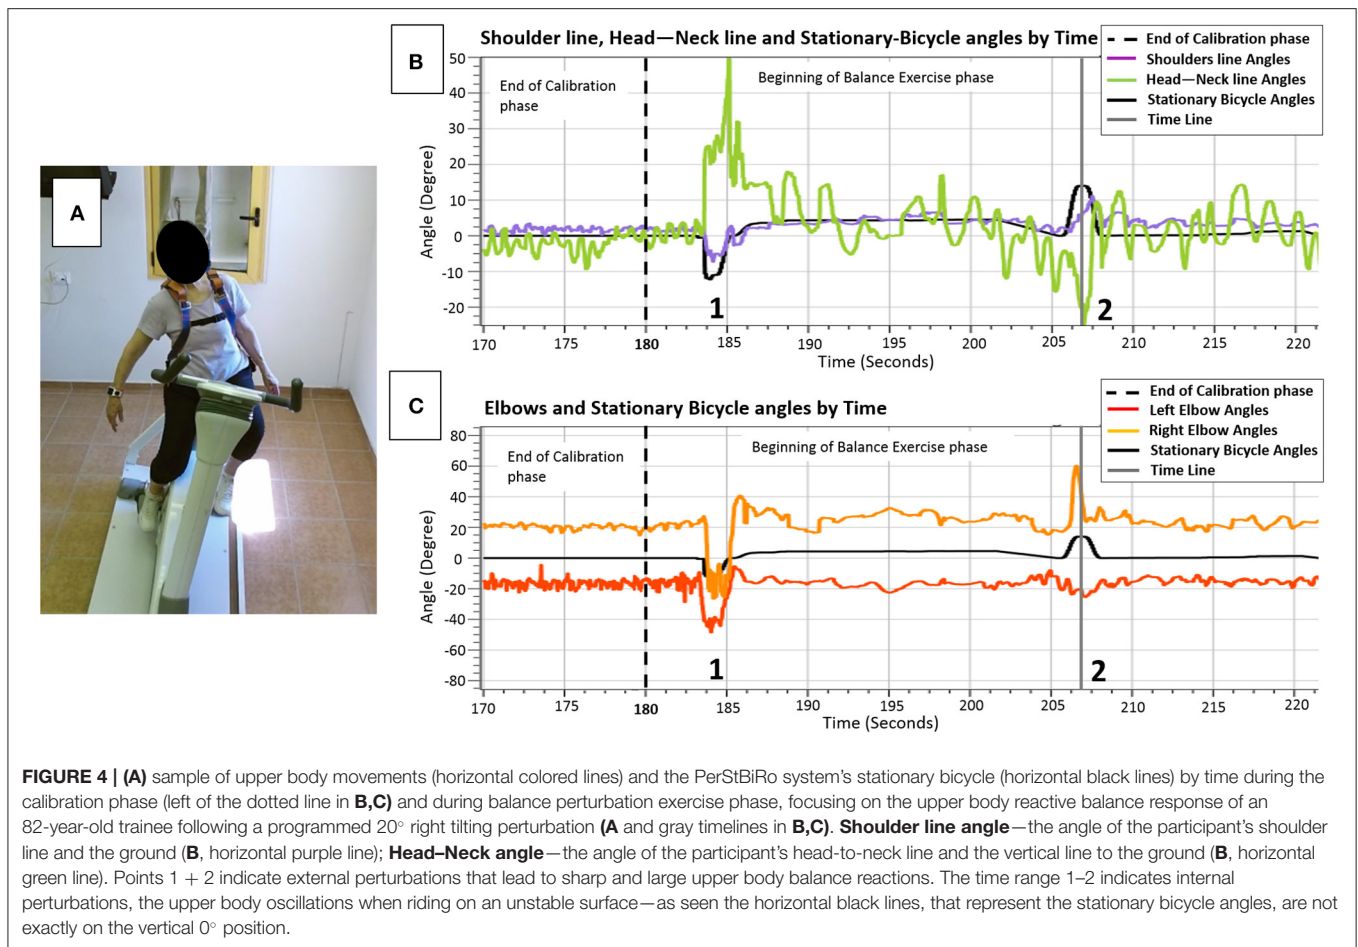 A
B
Shoulder line, Head—Neck line and Stationary-Bicycle angles by Time
End of Calibration phase
Shoulders line Angles
Head—Neck line Angles
Stationary Bicycle Angles
Time Line
End of Calibration
phase
Beginning of Balance Exercise phase
Angle (Degree)
50
40
30
20
10
0
-10
-20
1
2
170
175
180
185
190
195
200
205
210
215
220
Time (Seconds)
C
Elbows and Stationary Bicycle angles by Time
End of Calibration phase
Left Elbow Angles
Right Elbow Angles
Stationary Bicycle Angles
Time Line
End of Calibration
phase
Beginning of Balance Exercise phase
Angle (Degree)
80
60
40
20
0
-20
-40
-60
-80
1
2
170
175
180
185
190
195
200
205
210
215
220
Time (Seconds)
FIGURE 4 | (A) sample of upper body movements (horizontal colored lines) and the PerStBiRo system's stationary bicycle (horizontal black lines) by time during the
calibration phase (left of the dotted line in B,C) and during balance perturbation exercise phase, focusing on the upper body reactive balance response of an
82-year-old trainee following a programmed 20° right tilting perturbation (A and gray timelines in B,C). Shoulder line angle—the angle of the participant's shoulder
line and the ground (B, horizontal purple line); Head–Neck angle—the angle of the participant's head-to-neck line and the vertical line to the ground (B, horizontal
green line). Points 1 + 2 indicate external perturbations that lead to sharp and large upper body balance reactions. The time range 1–2 indicates internal
perturbations, the upper body oscillations when riding on an unstable surface—as seen the horizontal black lines, that represent the stationary bicycle angles, are not
exactly on the vertical 0° position.